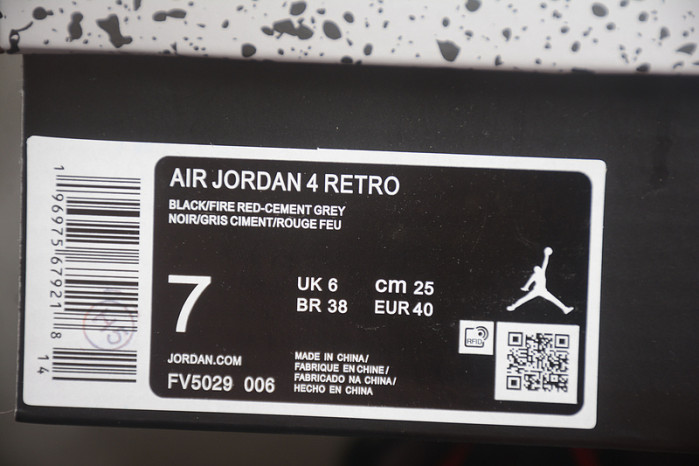 AIR JORDAN 4 RETRO
BLACK/FIRE RED-CEMENT GREY
NOIR/GRIS CIMENT/ROUGE FEU
7
UK 6 cm 25
BR 38 EUR 40
JORDAN.COM
FV5029 006
MADE IN CHINA/
FABRIQUE EN CHINE/
FABRICADO NA CHINA/
HECHO EN CHINA
RFID
1 96975 67921 8
14